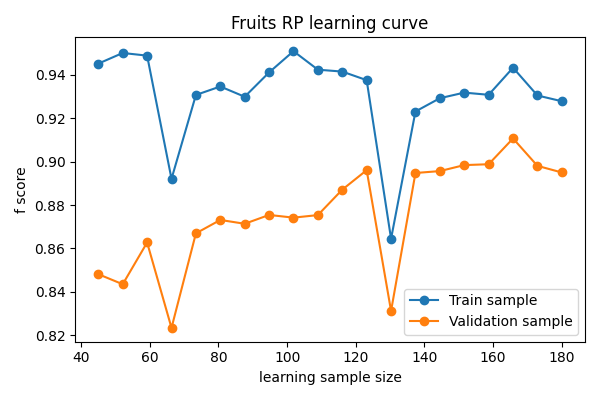 Fruits RP learning curve
f score
0.94
0.92
0.90
0.88
0.86
0.84
0.82
Train sample
Validation sample
40 60 80 100 120 140 160 180
learning sample size